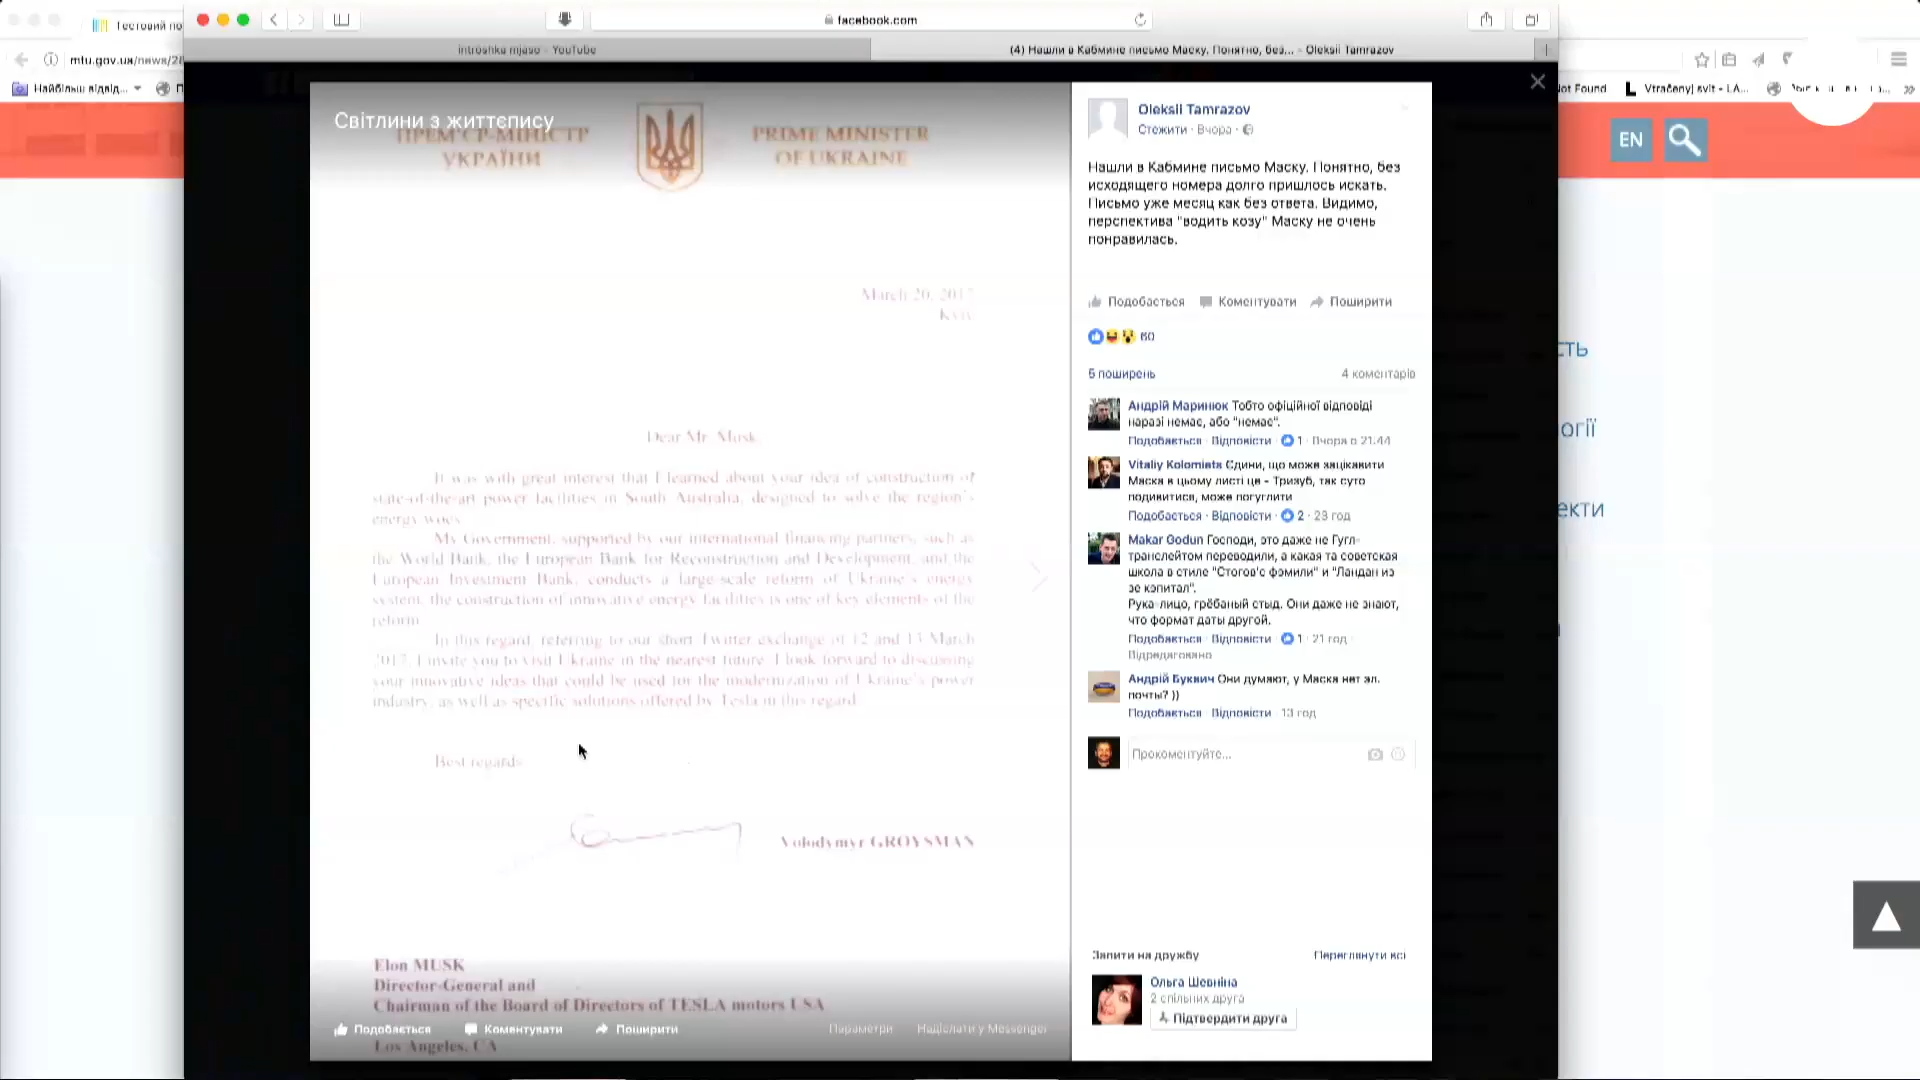 Тестовий по
facebook.com
mtu.gov.ua/news/28
introshka mjaso - YouTube
(4) Нашли в Кабмине письмо Маску. Понятно, без... - Oleksii Tamrazov
Найбільш відвід...
Not Found
Vtračenyj svit - LA...
EN
Світлини з життєпису
ПРЕМ'ЄР-МІНІСТР
УКРАЇНИ
PRIME MINISTER
OF UKRAINE
March 20, 2017
Kyiv
Dear Mr. Musk,
It was with great interest that I learned about your idea of construction of
state-of-the-art power facilities in South Australia, designed to solve the region's
energy woes.
My Government, supported by our international financing partners, such as
the World Bank, the European Bank for Reconstruction and Development, and the
European Investment Bank, conducts a large-scale reform of Ukraine's energy
system, the construction of innovative energy facilities is one of key elements of the
reform.
In this regard, referring to our short Twitter exchange of 12 and 13 March
2017, I invite you to visit Ukraine in the nearest future. I look forward to discussing
your innovative ideas that could be used for the modernization of Ukraine's power
industry, as well as specific solutions offered by Tesla in this regard.
Best regards,
Volodymyr GROYSMAN
Elon MUSK
Director-General and
Chairman of the Board of Directors of TESLA motors USA
Подобається Коментувати Поширити Параметри Надіслати у Messenger
Los Angeles, CA
Oleksii Tamrazov
Стежити · Вчора ·
Нашли в Кабмине письмо Маску. Понятно, без
исходящего номера долго пришлось искать.
Письмо уже месяц как без ответа. Видимо,
перспектива "водить козу" Маску не очень
понравилась.
Подобається Коментувати Поширити
60
5 поширень
4 коментарів
Андрій Маринюк Тобто офіційної відповіді
наразі немає, або "немає".
Подобається · Відповісти · 1 · Вчора о 21:44
Vitaliy Kolomiets Єдини, що може зацікавити
Маска в цьому листі це - Тризуб, так суто
подивитися, може погуглити
Подобається · Відповісти · 2 · 23 год
Makar Godun Господи, это даже не Гугл-
транслейтом переводили, а какая та советская
школа в стиле "Стогов'с фэмили" и "Ландан из
зе кэпитал".
Рука-лицо, грёбаный стыд. Они даже не знают,
что формат даты другой.
Подобається · Відповісти · 1 · 21 год ·
Відредаговано
Андрій Буквич Они думают, у Маска нет эл.
почты? ))
Подобається · Відповісти · 13 год
Прокоментуйте...
Запити на дружбу
Переглянути всі
Ольга Шевніна
2 спільних друга
Підтвердити друга
сть
огії
екти